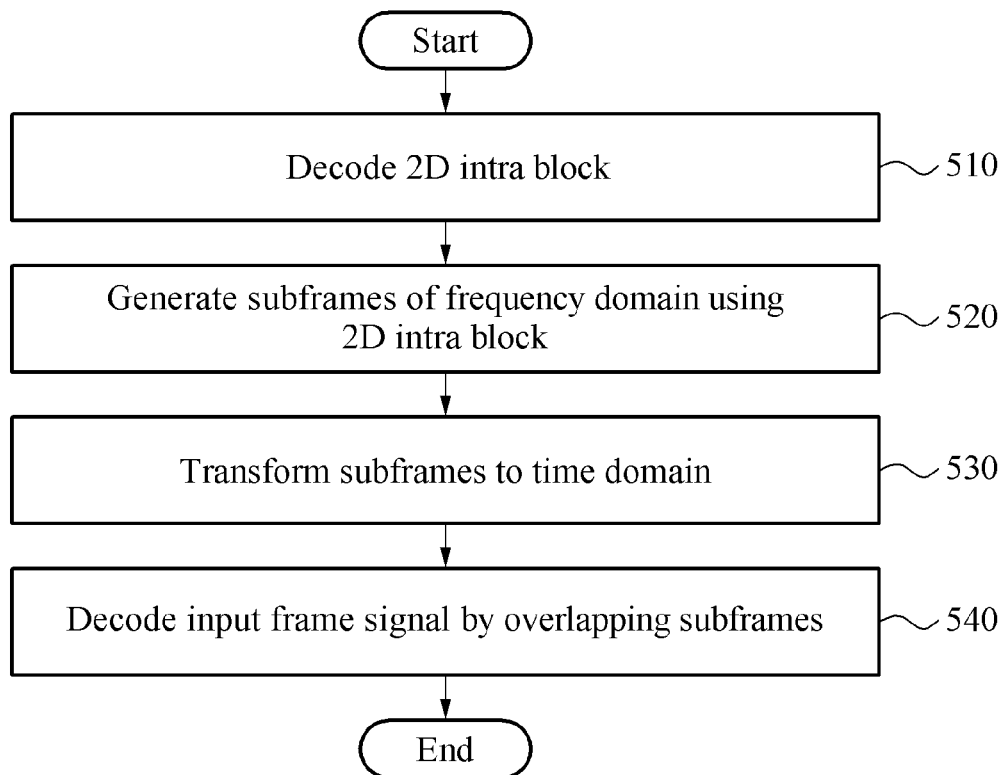 Start
Decode 2D intra block
510
Generate subframes of frequency domain using
2D intra block
520
Transform subframes to time domain
530
Decode input frame signal by overlapping subframes
540
End